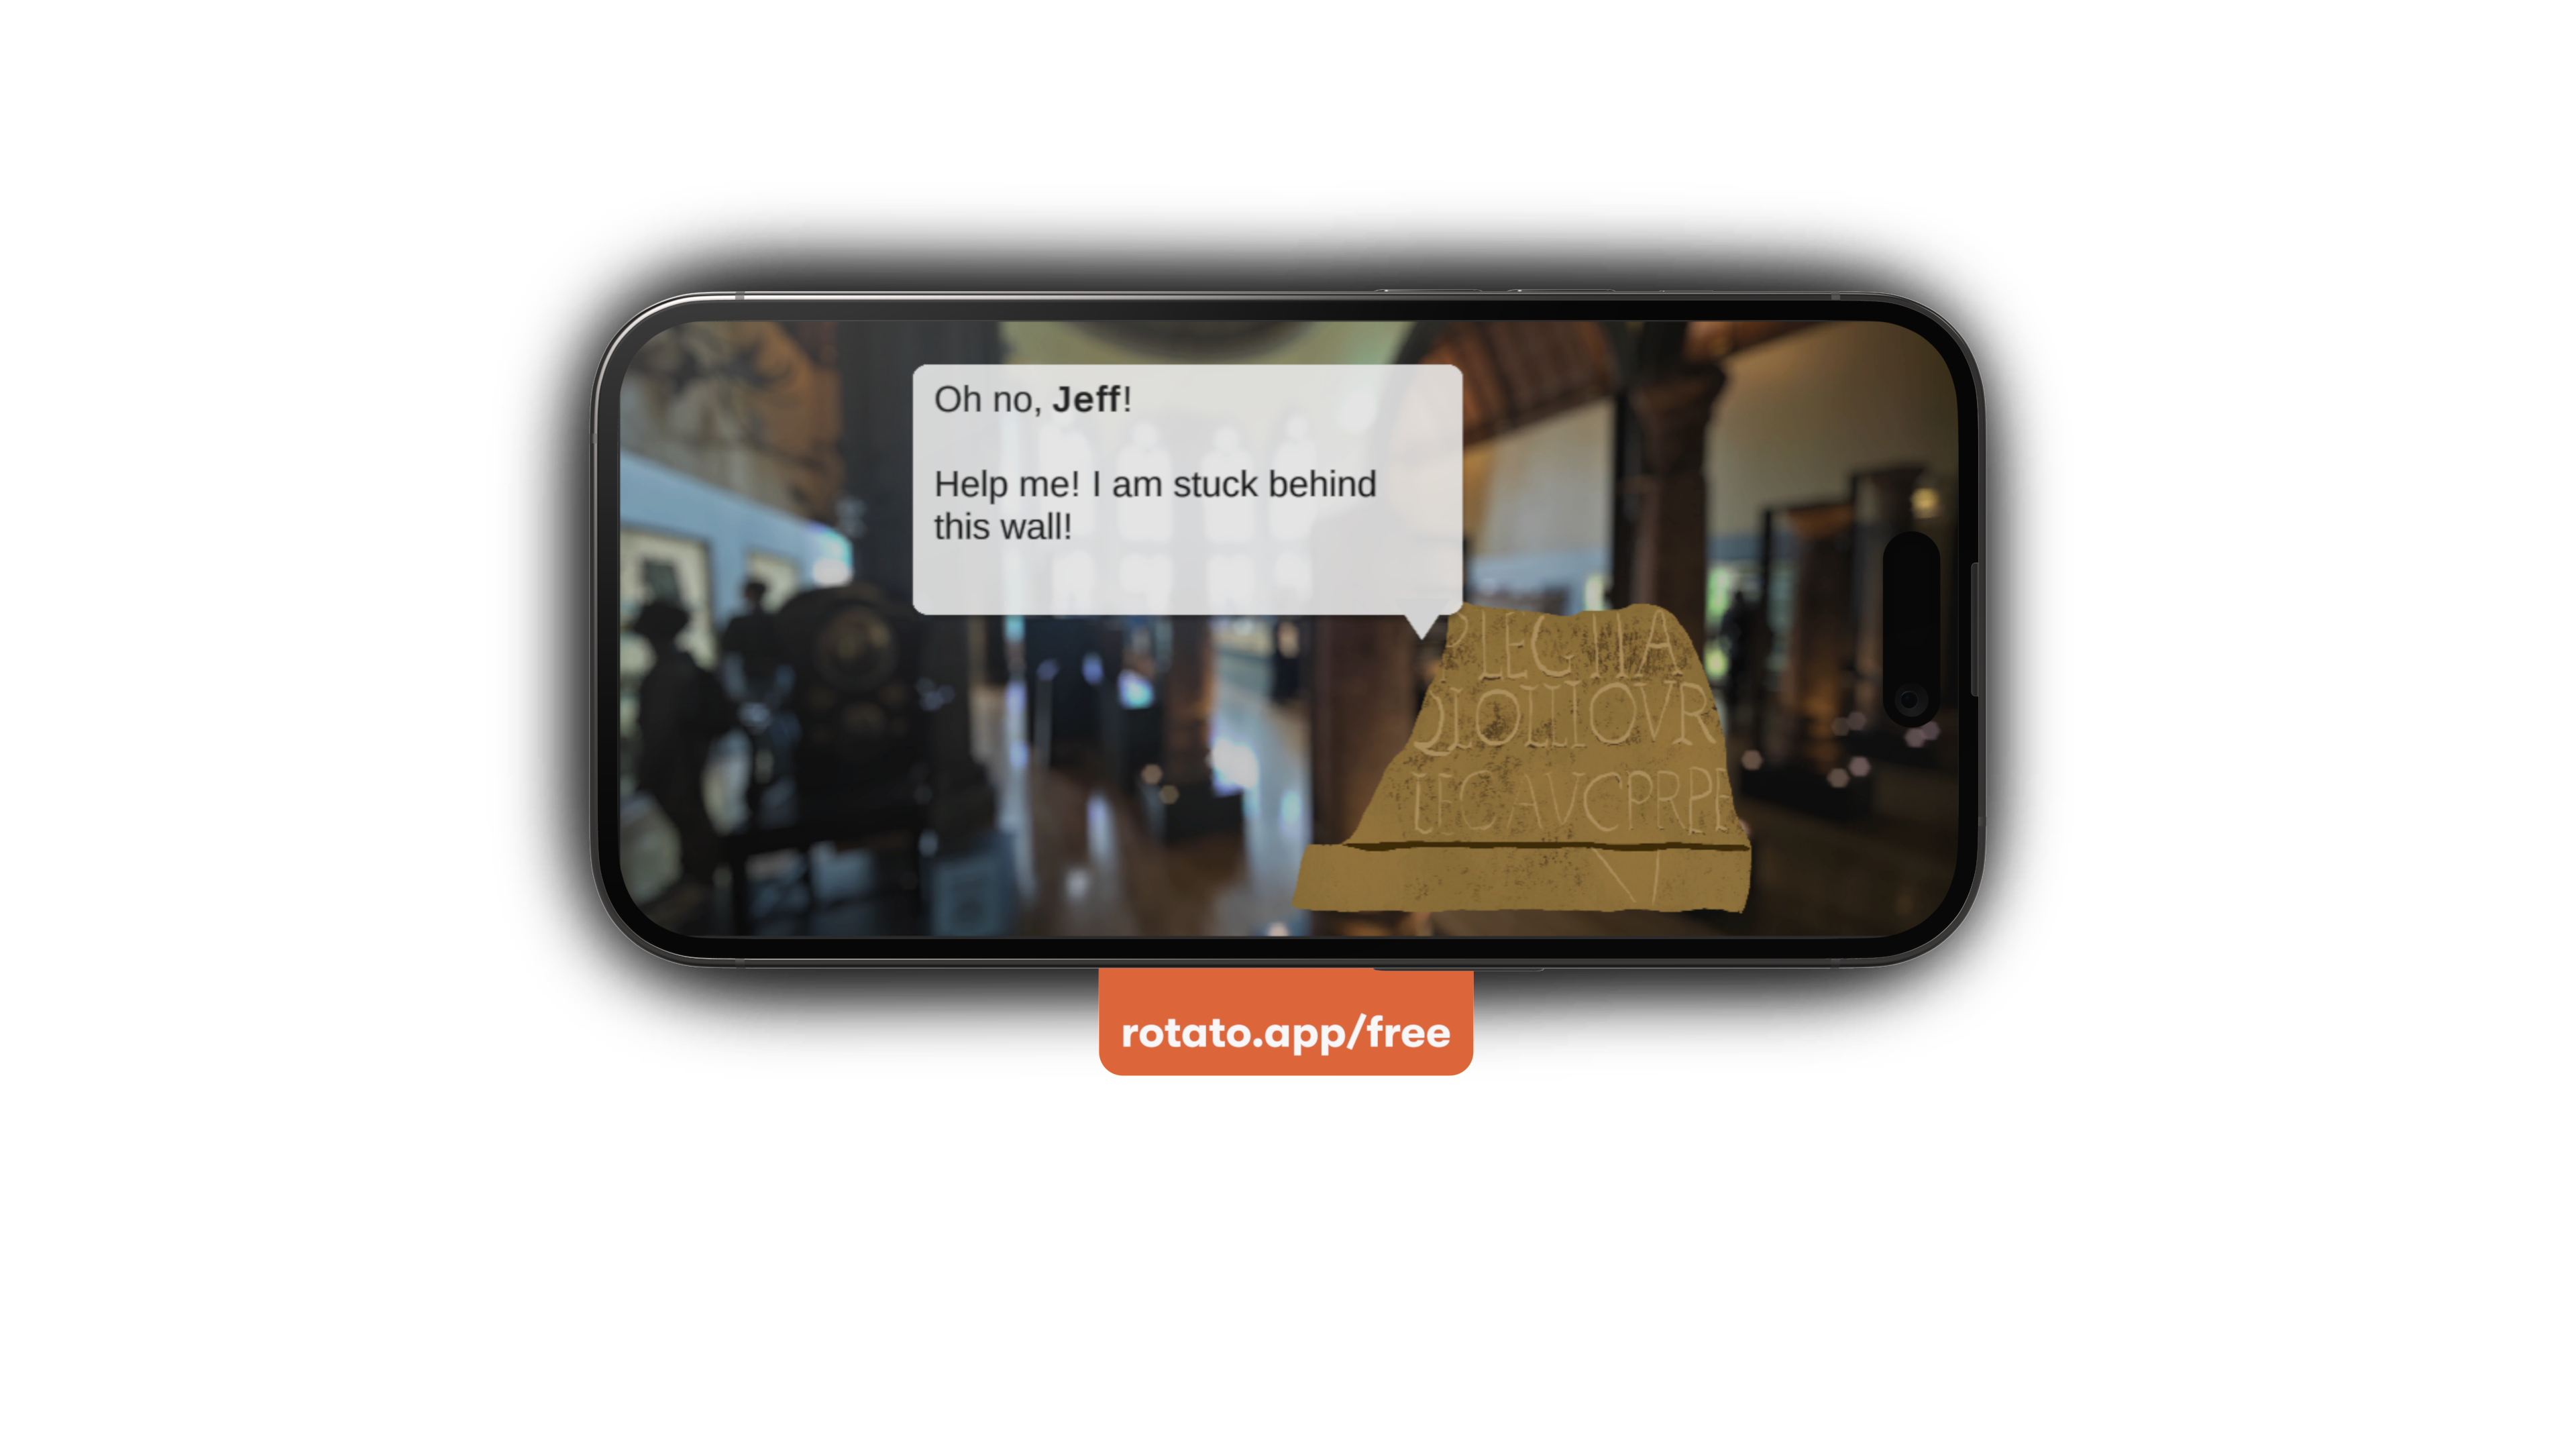 Oh no, Jeff!
Help me! I am stuck behind
this wall!
P LEG II A
Q LOLLIO VR
LEG AVG PR PR
rotato.app/free